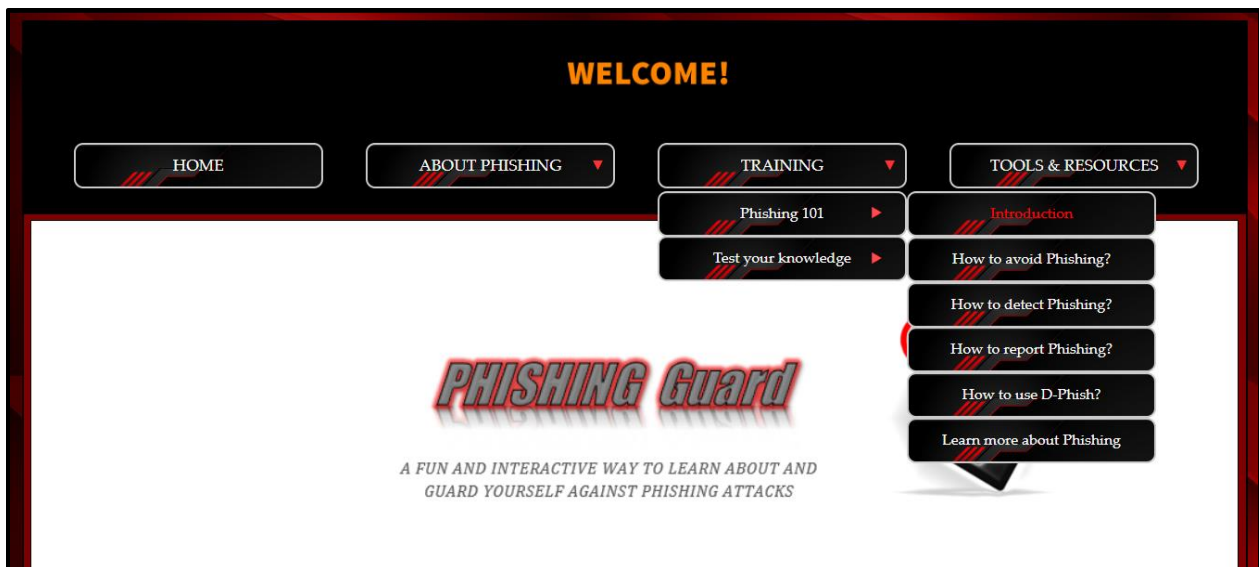 WELCOME!
HOME
ABOUT PHISHING
TRAINING
TOOLS & RESOURCES
Phishing 101
Test your knowledge
Introduction
How to avoid Phishing?
How to detect Phishing?
How to report Phishing?
How to use D-Phish?
Learn more about Phishing
PHISHING Guard
A FUN AND INTERACTIVE WAY TO LEARN ABOUT AND
GUARD YOURSELF AGAINST PHISHING ATTACKS